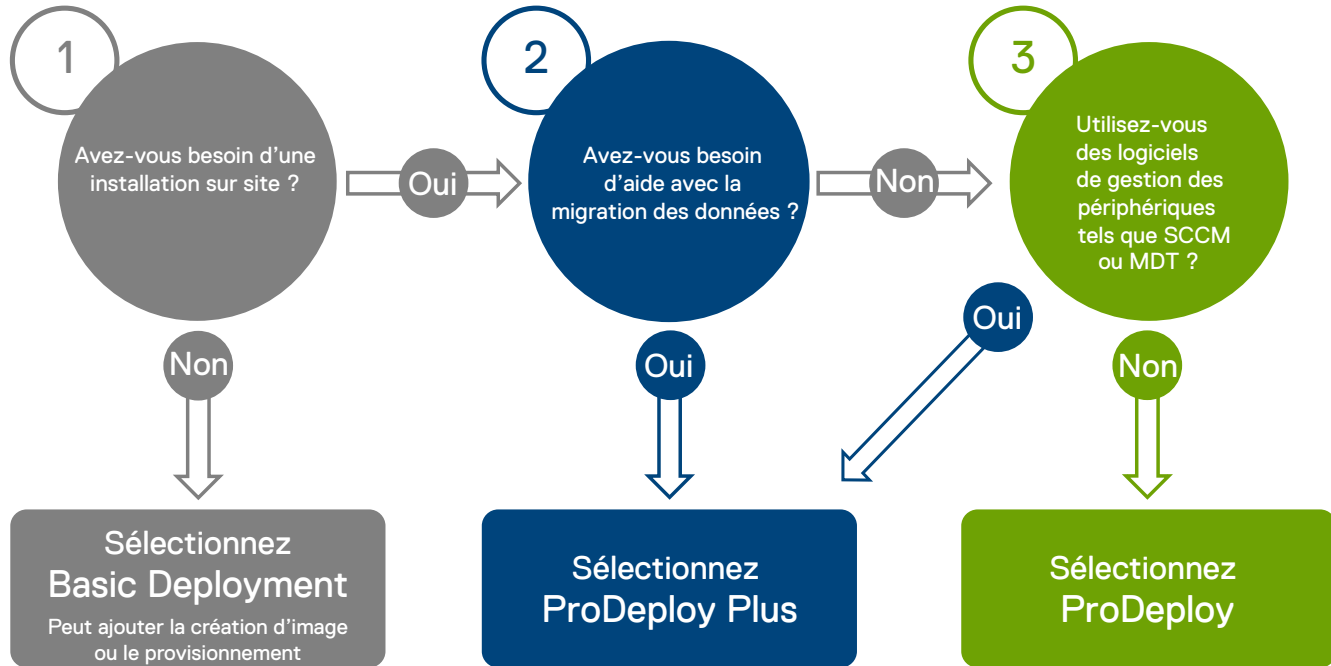 1
Avez-vous besoin d’une
installation sur site ?
Oui
Non
2
Avez-vous besoin
d’aide avec la
migration des données ?
Non
Oui
3
Utilisez-vous
des logiciels
de gestion des
périphériques
tels que SCCM
ou MDT ?
Oui
Non
Sélectionnez
Basic Deployment
Peut ajouter la création d’image
ou le provisionnement
Sélectionnez
ProDeploy Plus
Sélectionnez
ProDeploy